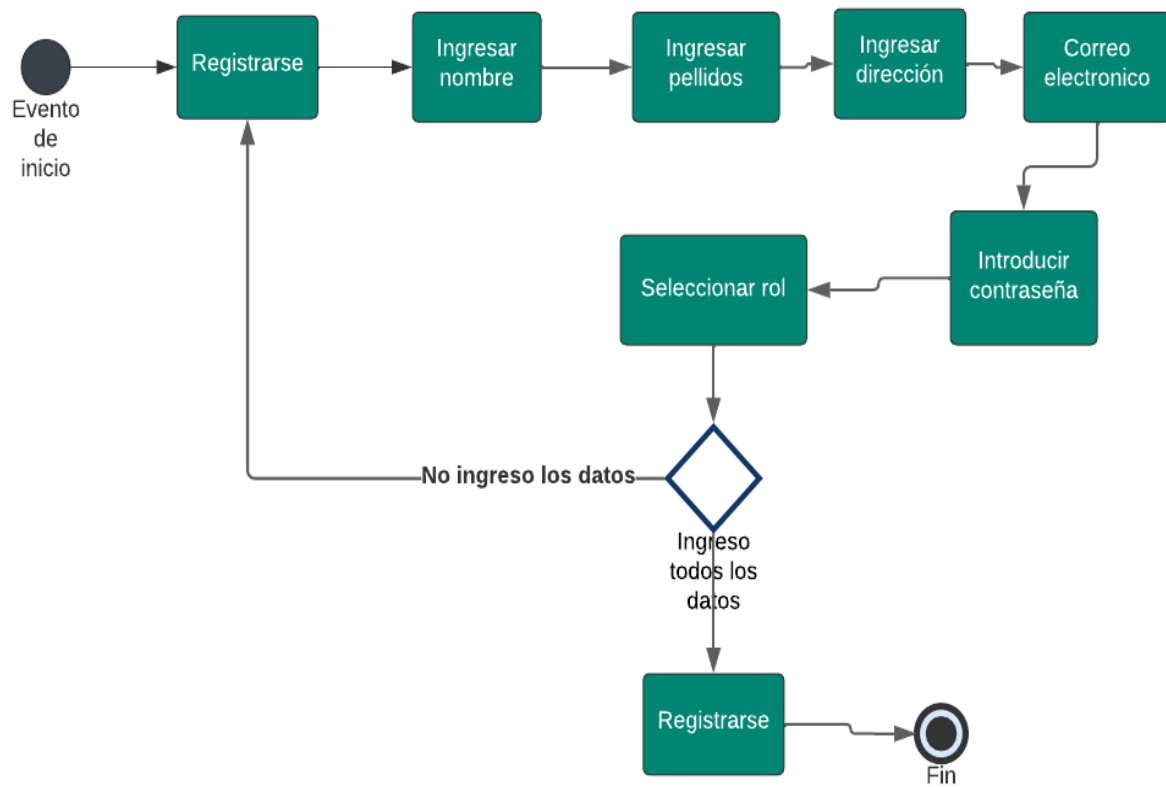 Registrarse
Ingresar
nombre
Ingresar
pellidos
Ingresar
dirección
Correo
electronico
Evento
de
inicio
Introducir
contraseña
Seleccionar rol
No ingreso los datos
Ingreso
todos los
datos
Registrarse
Fin